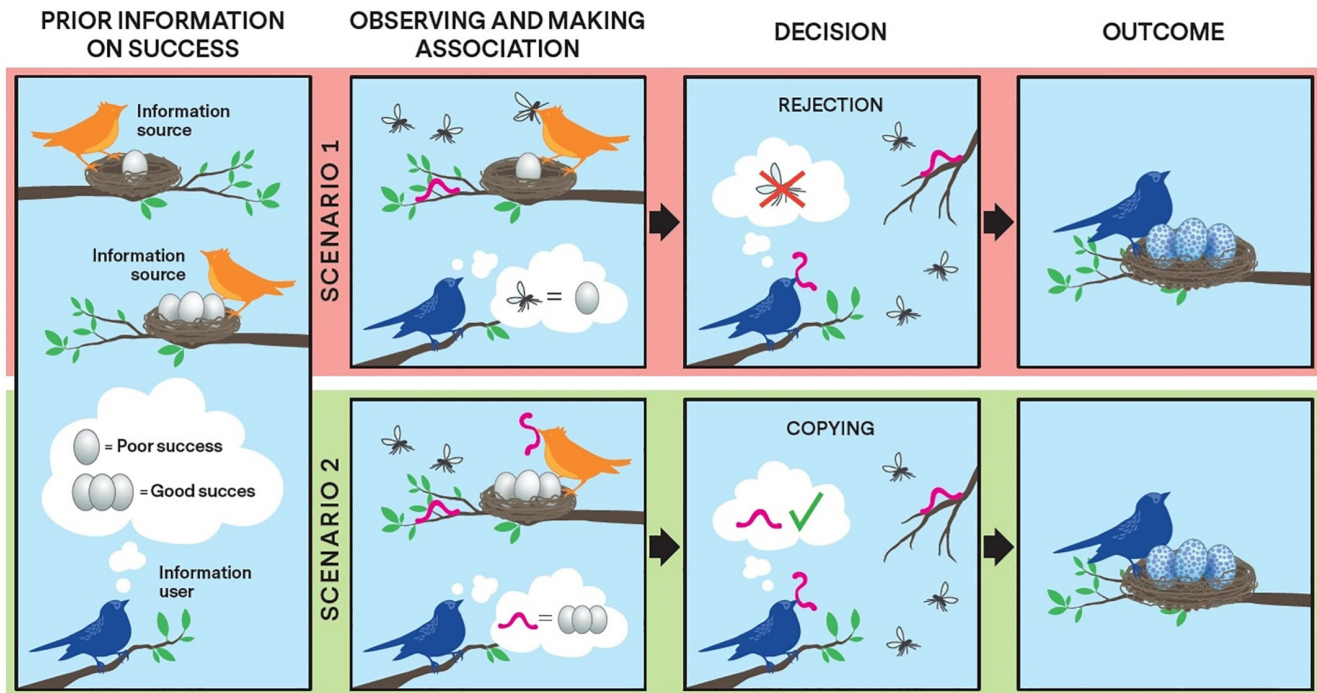 PRIOR INFORMATION
ON SUCCESS
OBSERVING AND MAKING
ASSOCIATION
DECISION
OUTCOME
Information
source
Information
source
= Poor success
= Good succes
Information
user
SCENARIO 1
=
REJECTION
SCENARIO 2
=
COPYING